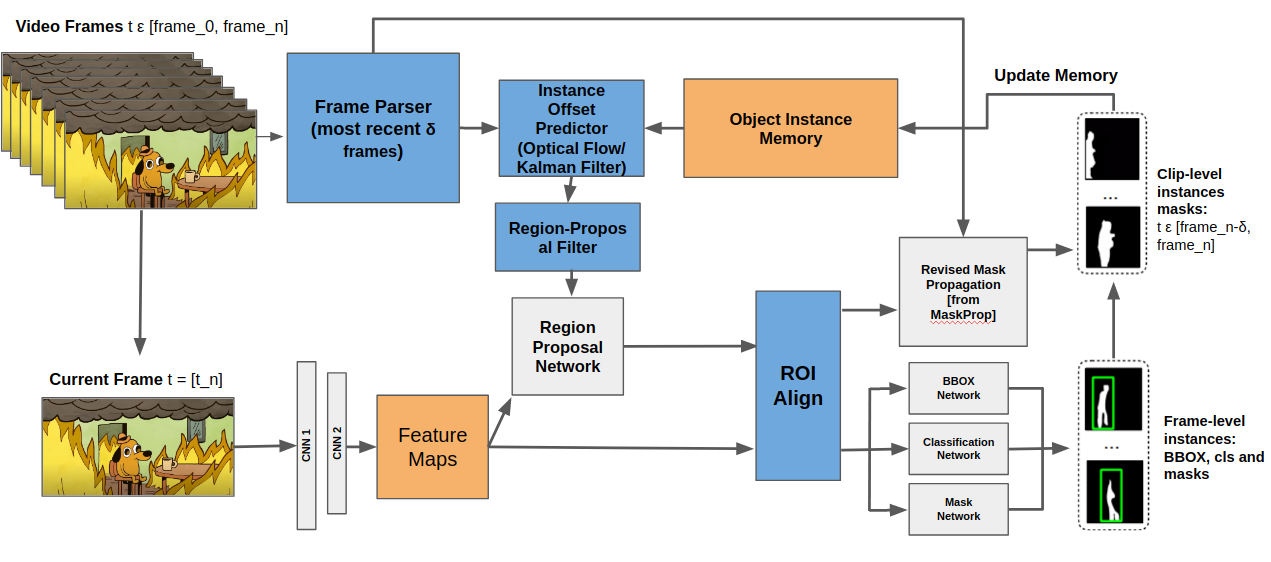 Video Frames t ε [frame_0, frame_n]
Frame Parser
(most recent δ
frames)
Instance
Offset
Predictor
(Optical Flow/
Kalman Filter)
Object Instance
Memory
Update Memory
Clip-level
instances
masks:
t ε [frame_n-δ,
frame_n]
...
Region-Propos
al Filter
Revised Mask
Propagation
[from
MaskProp]
Region
Proposal
Network
ROI
Align
Current Frame t = [t_n]
CNN 1
CNN 2
Feature
Maps
BBOX
Network
Classification
Network
Mask
Network
...
Frame-level
instances:
BBOX, cls and
masks